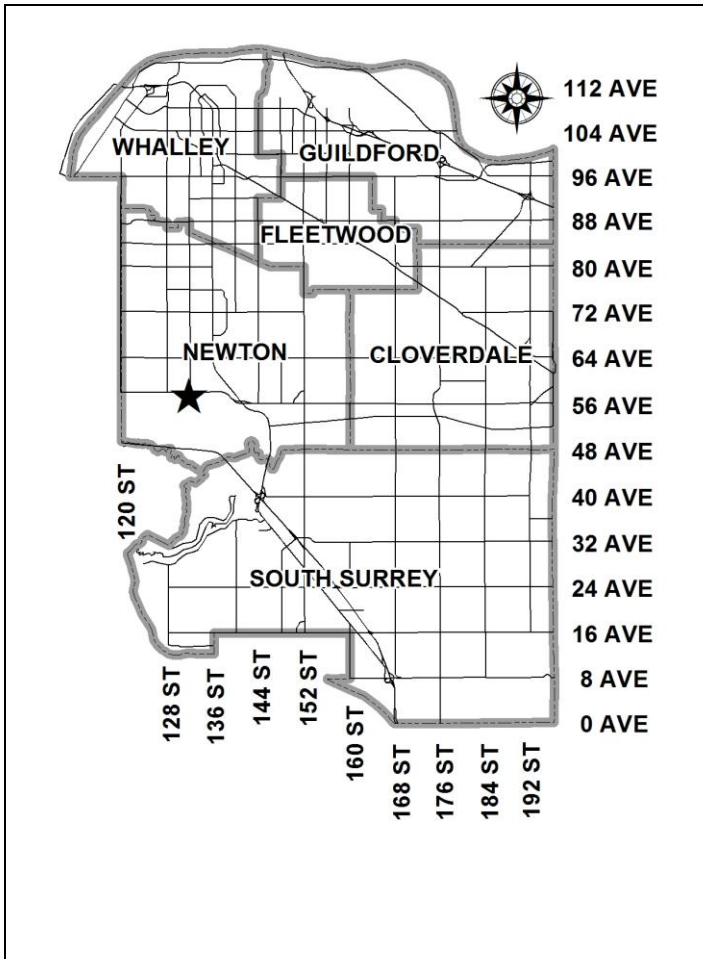 112 AVE
104 AVE
WHALLEY
GUILDFORD
96 AVE
88 AVE
FLEETWOOD
80 AVE
72 AVE
NEWTON
CLOVERDALE
64 AVE
56 AVE
48 AVE
120 ST
40 AVE
32 AVE
SOUTH SURREY
24 AVE
16 AVE
8 AVE
0 AVE
128 ST
136 ST
144 ST
152 ST
160 ST
168 ST
176 ST
184 ST
192 ST